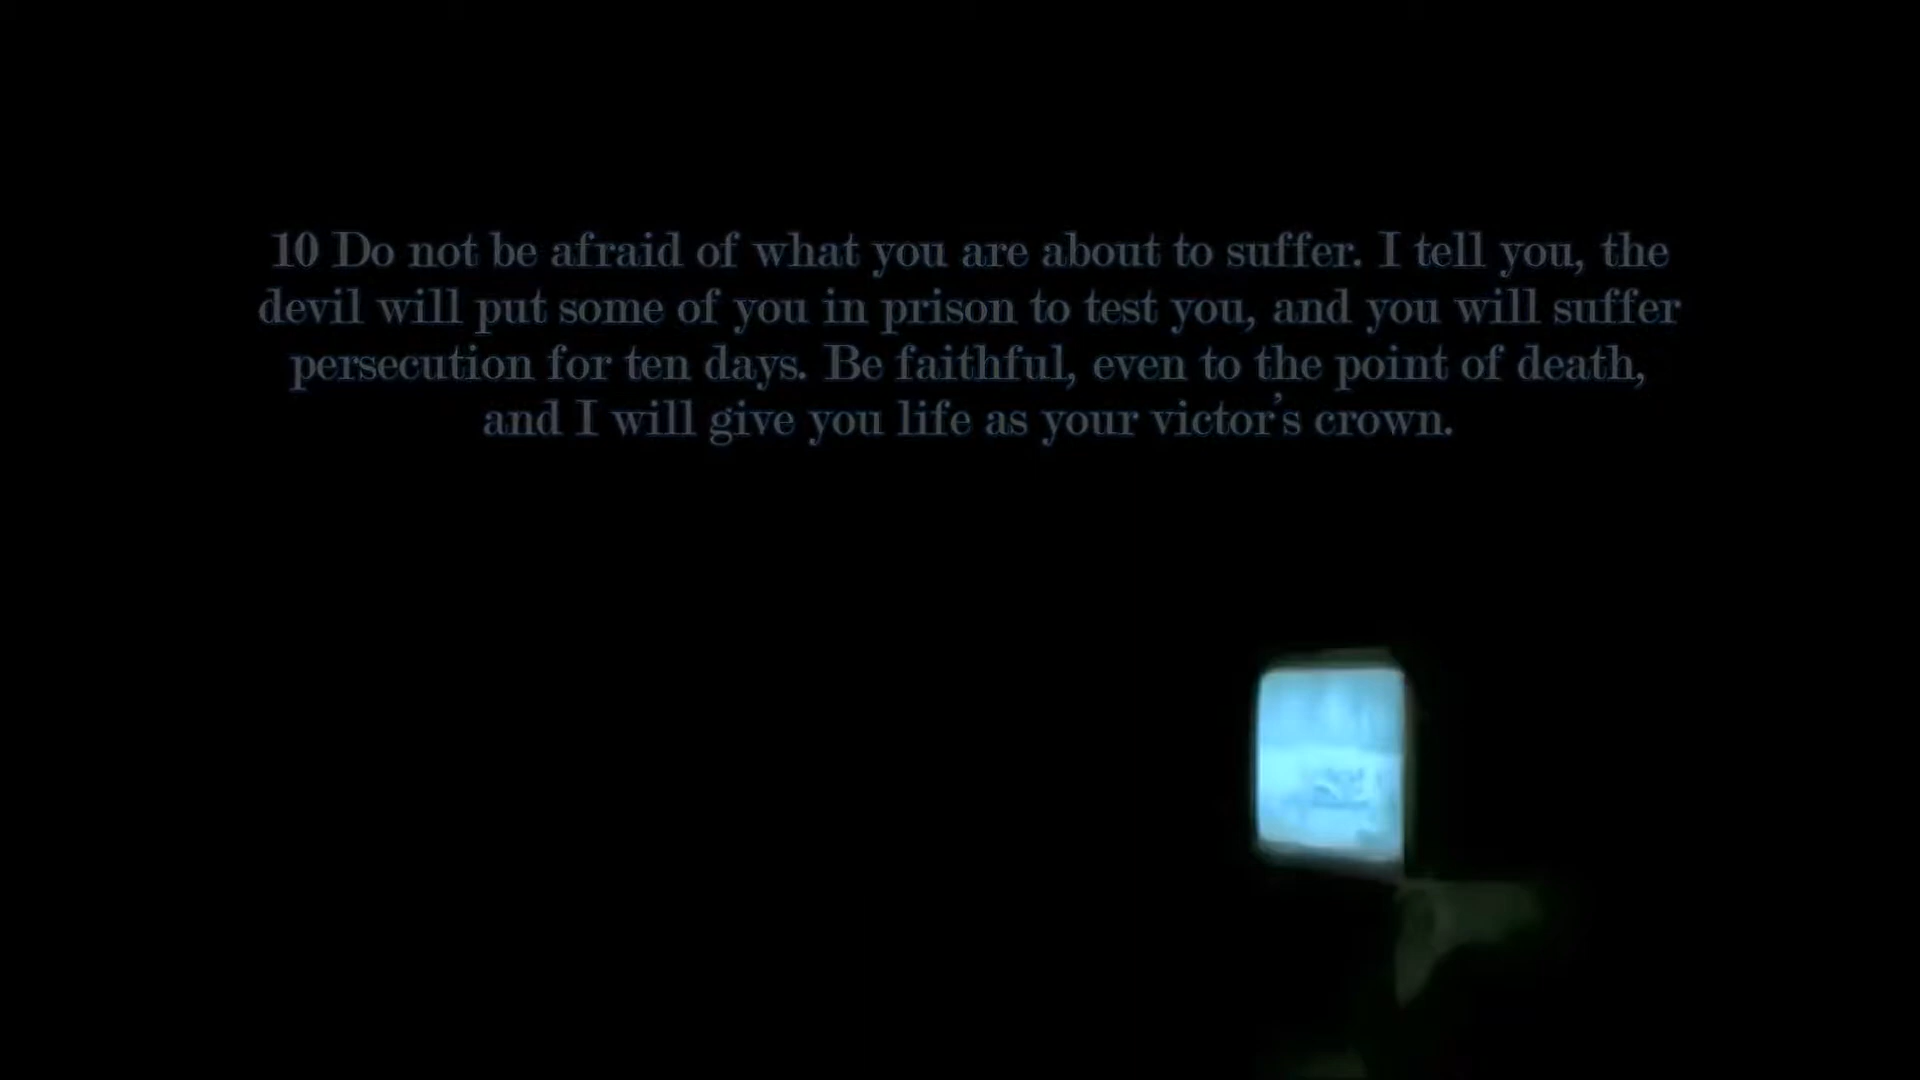 10 Do not be afraid of what you are about to suffer. I tell you, the
devil will put some of you in prison to test you, and you will suffer
persecution for ten days. Be faithful, even to the point of death,
and I will give you life as your victor's crown.